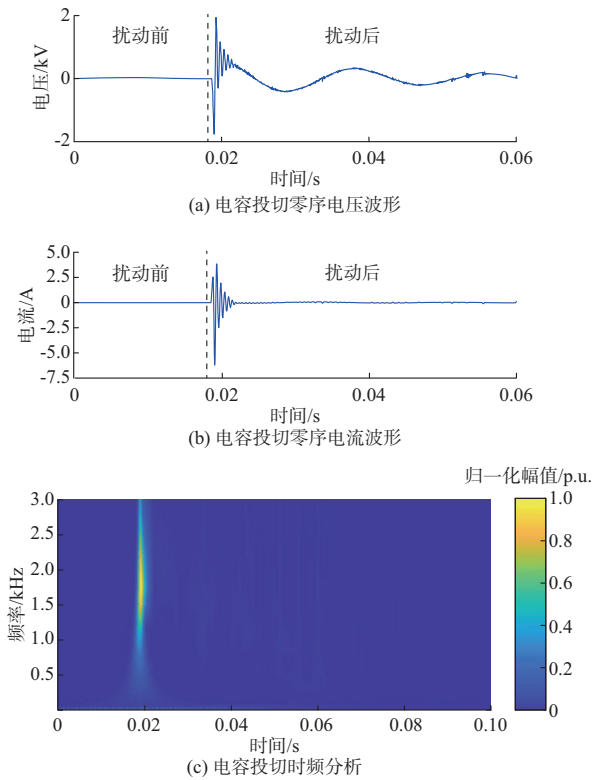 2
0
-2
电压/kV
扰动前
扰动后
0
0.02
0.04
0.06
时间/s
(a) 电容投切零序电压波形
5.0
2.5
0
-2.5
-5.0
-7.5
电流/A
扰动前
扰动后
0
0.02
0.04
0.06
时间/s
(b) 电容投切零序电流波形
归一化幅值/p.u.
3.0
2.5
2.0
1.5
1.0
0.5
频率/kHz
1.0
0.8
0.6
0.4
0.2
0
0
0.02
0.04
0.06
0.08
0.10
时间/s
(c) 电容投切时频分析